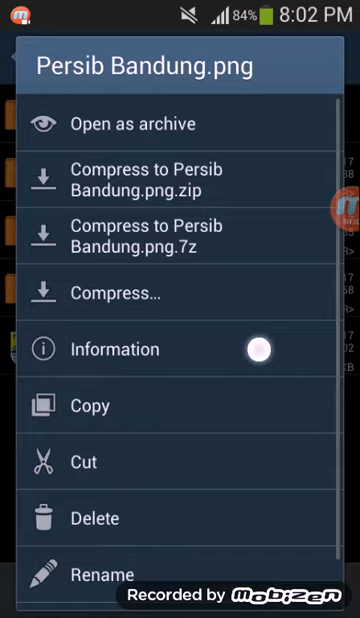 84% 8:02 PM
Persib Bandung.png
Open as archive
Compress to Persib
Bandung.png.zip
Compress to Persib
Bandung.png.7z
Compress...
Information
Copy
Cut
Delete
Rename
Recorded by Mobizen